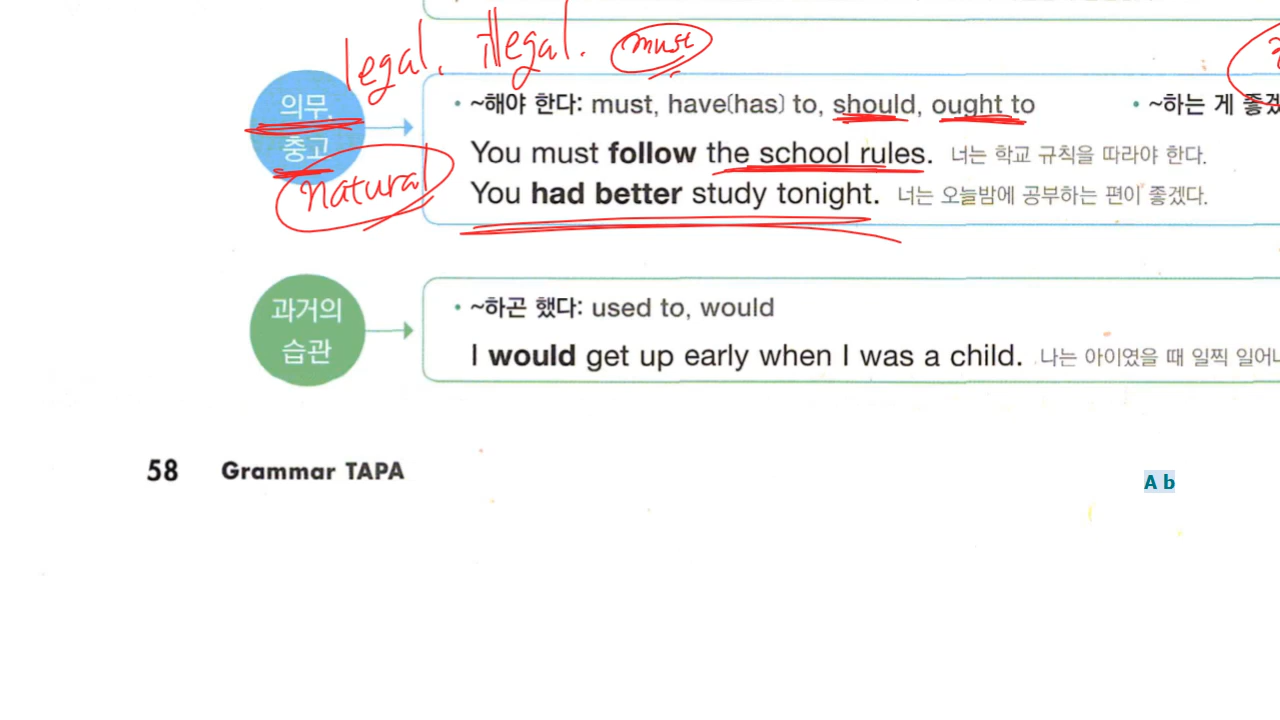 legal, illegal. must
의무,
충고
natural
• ~해야 한다: must, have(has) to, should, ought to • ~하는 게 좋겠
You must follow the school rules. 너는 학교 규칙을 따라야 한다.
You had better study tonight. 너는 오늘밤에 공부하는 편이 좋겠다.
과거의
습관
• ~하곤 했다: used to, would
I would get up early when I was a child. 나는 아이였을 때 일찍 일어나
58 Grammar TAPA
A b